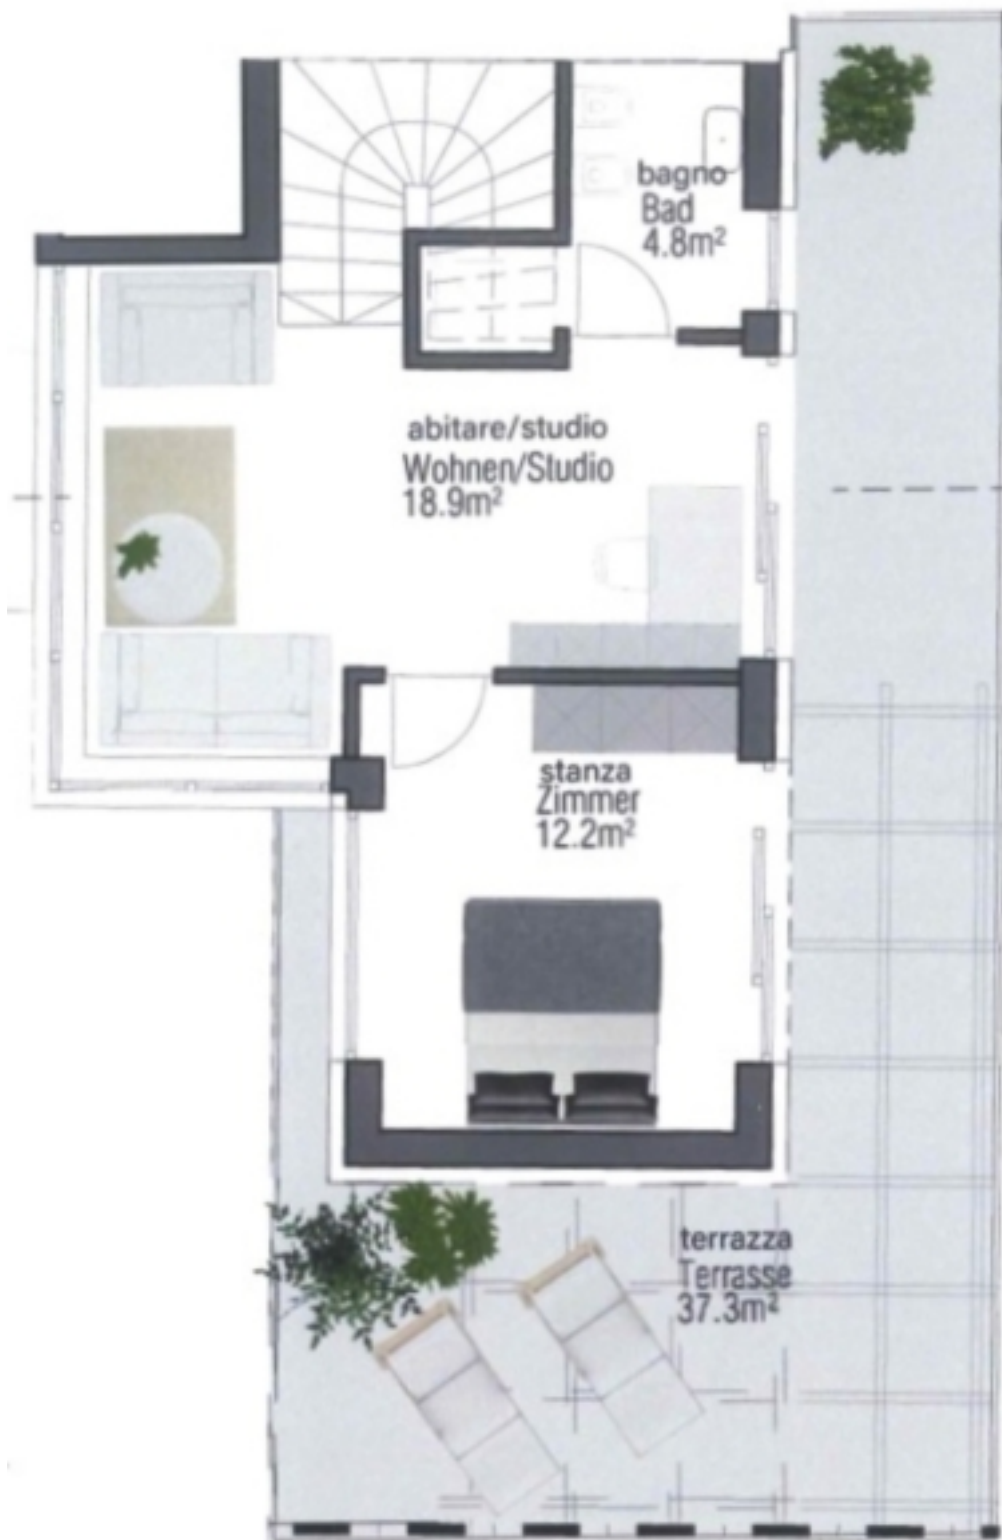 bagno
Bad
4.8m²
abitare/studio
Wohnen/Studio
18.9m²
stanza
Zimmer
12.2m²
terrazza
Terrasse
37.3m²